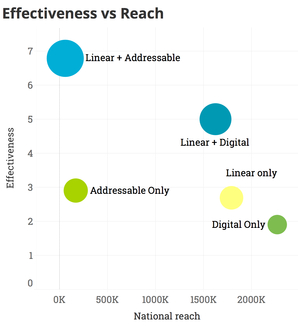 Effectiveness vs Reach
7
Linear + Addressable
6
5
Linear + Digital
4
Linear only
3
Addressable Only
2
Digital Only
1
0
Effectiveness
0K 500K 1000K 1500K 2000K
National reach